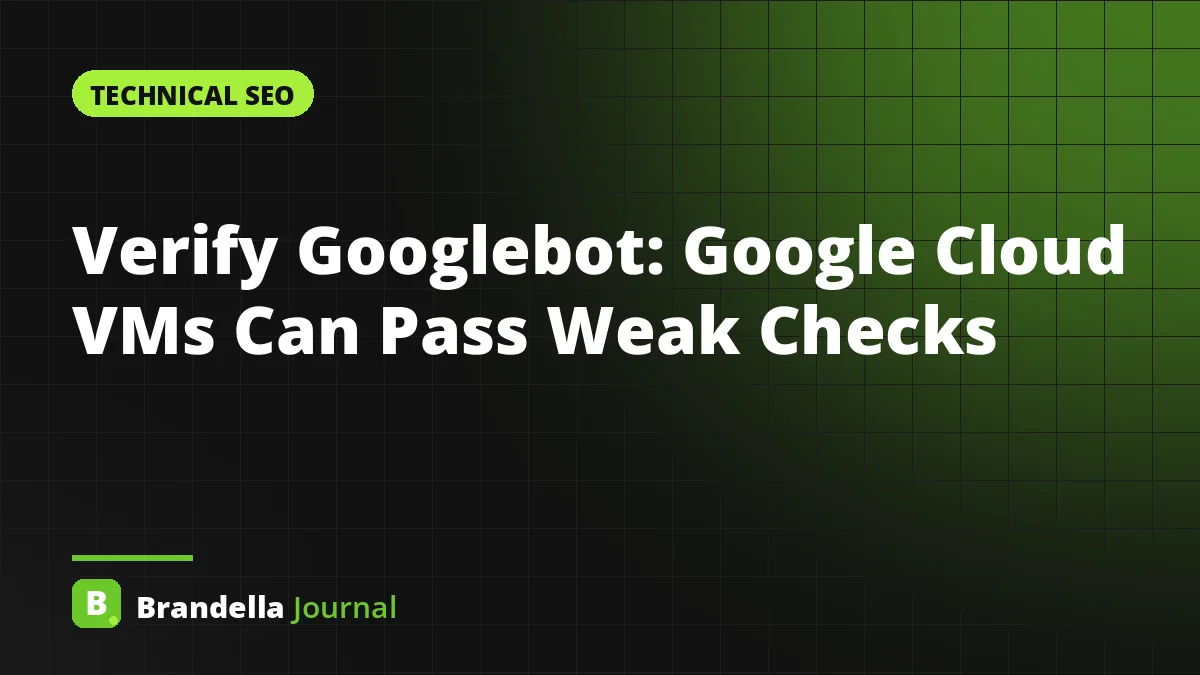 TECHNICAL SEO
Verify Googlebot: Google Cloud
VMs Can Pass Weak Checks
B
Brandella Journal